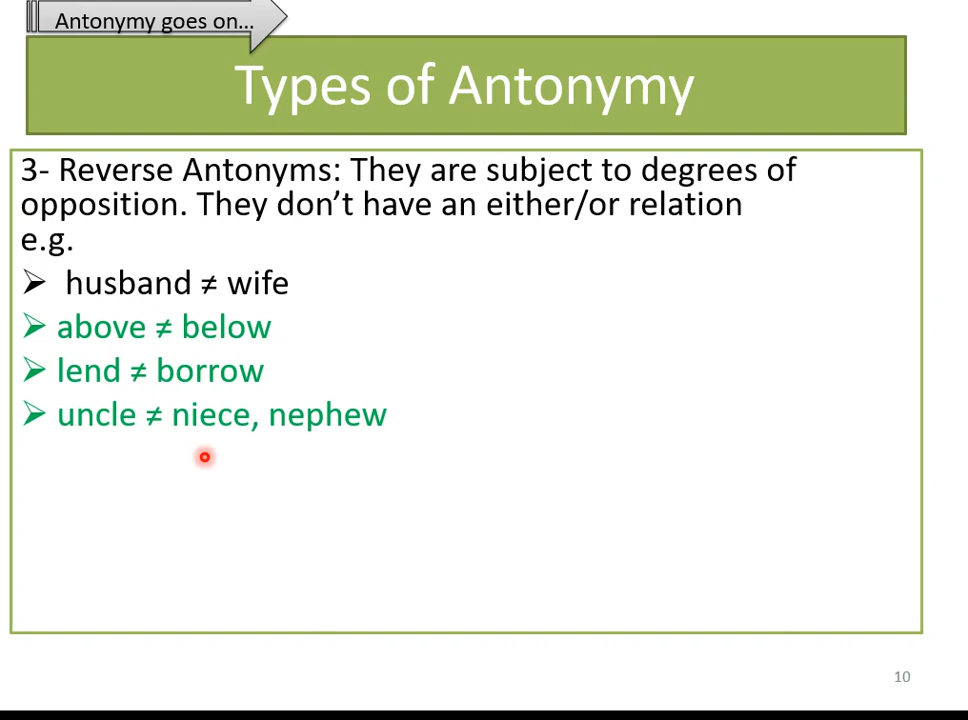 Antonymy goes on...
Types of Antonymy
3- Reverse Antonyms: They are subject to degrees of
opposition. They don’t have an either/or relation
e.g.
➢ husband ≠ wife
➢ above ≠ below
➢ lend ≠ borrow
➢ uncle ≠ niece, nephew
10